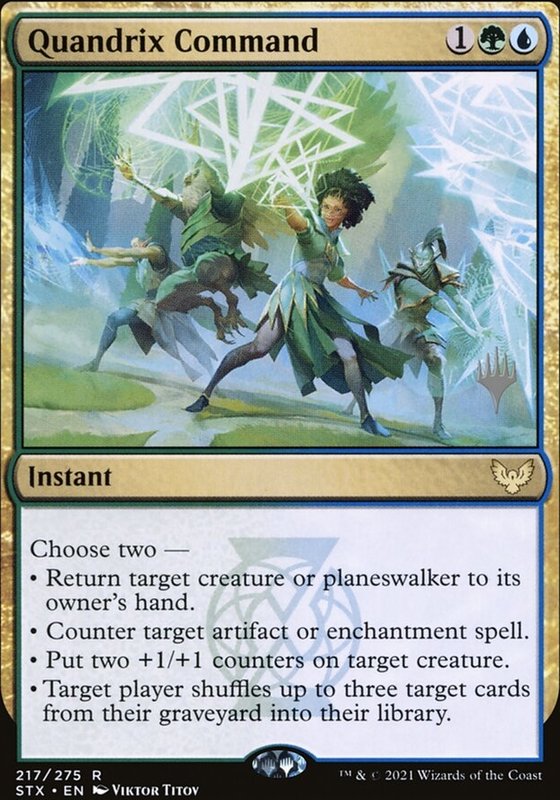 Quandrix Command 1
Instant
Choose two —
• Return target creature or planeswalker to its
owner's hand.
• Counter target artifact or enchantment spell.
• Put two +1/+1 counters on target creature.
• Target player shuffles up to three target cards
from their graveyard into their library.
217/275 R
STX • EN Viktor Titov
™ & © 2021 Wizards of the Coast